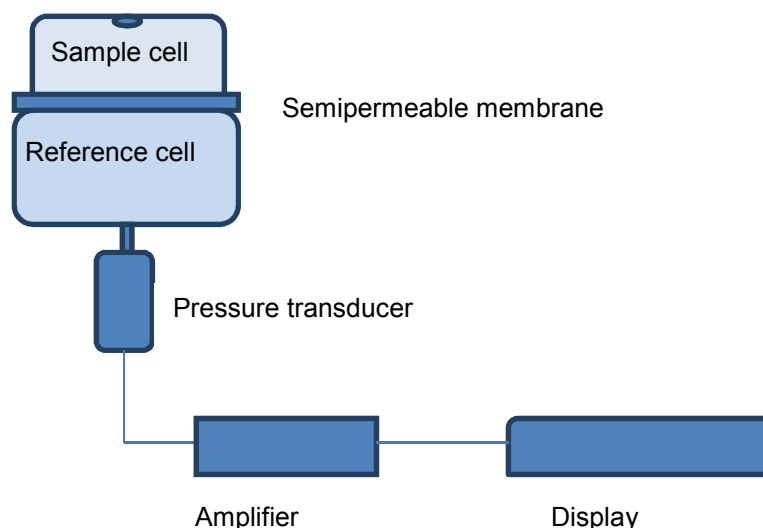 Sample cell
Semipermeable membrane
Reference cell
Pressure transducer
Amplifier
Display